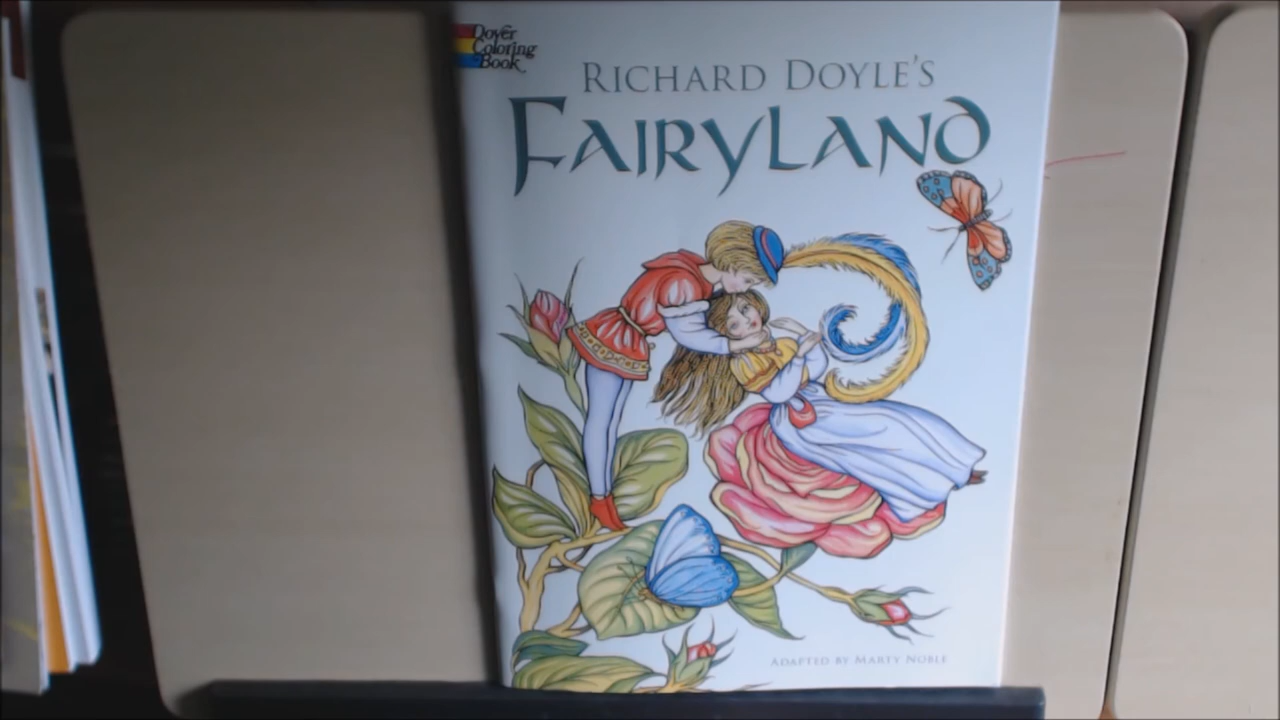 Dover
Coloring
Book
RICHARD DOYLE'S
FAIRYLAND
ADAPTED BY MARTY NOBLE